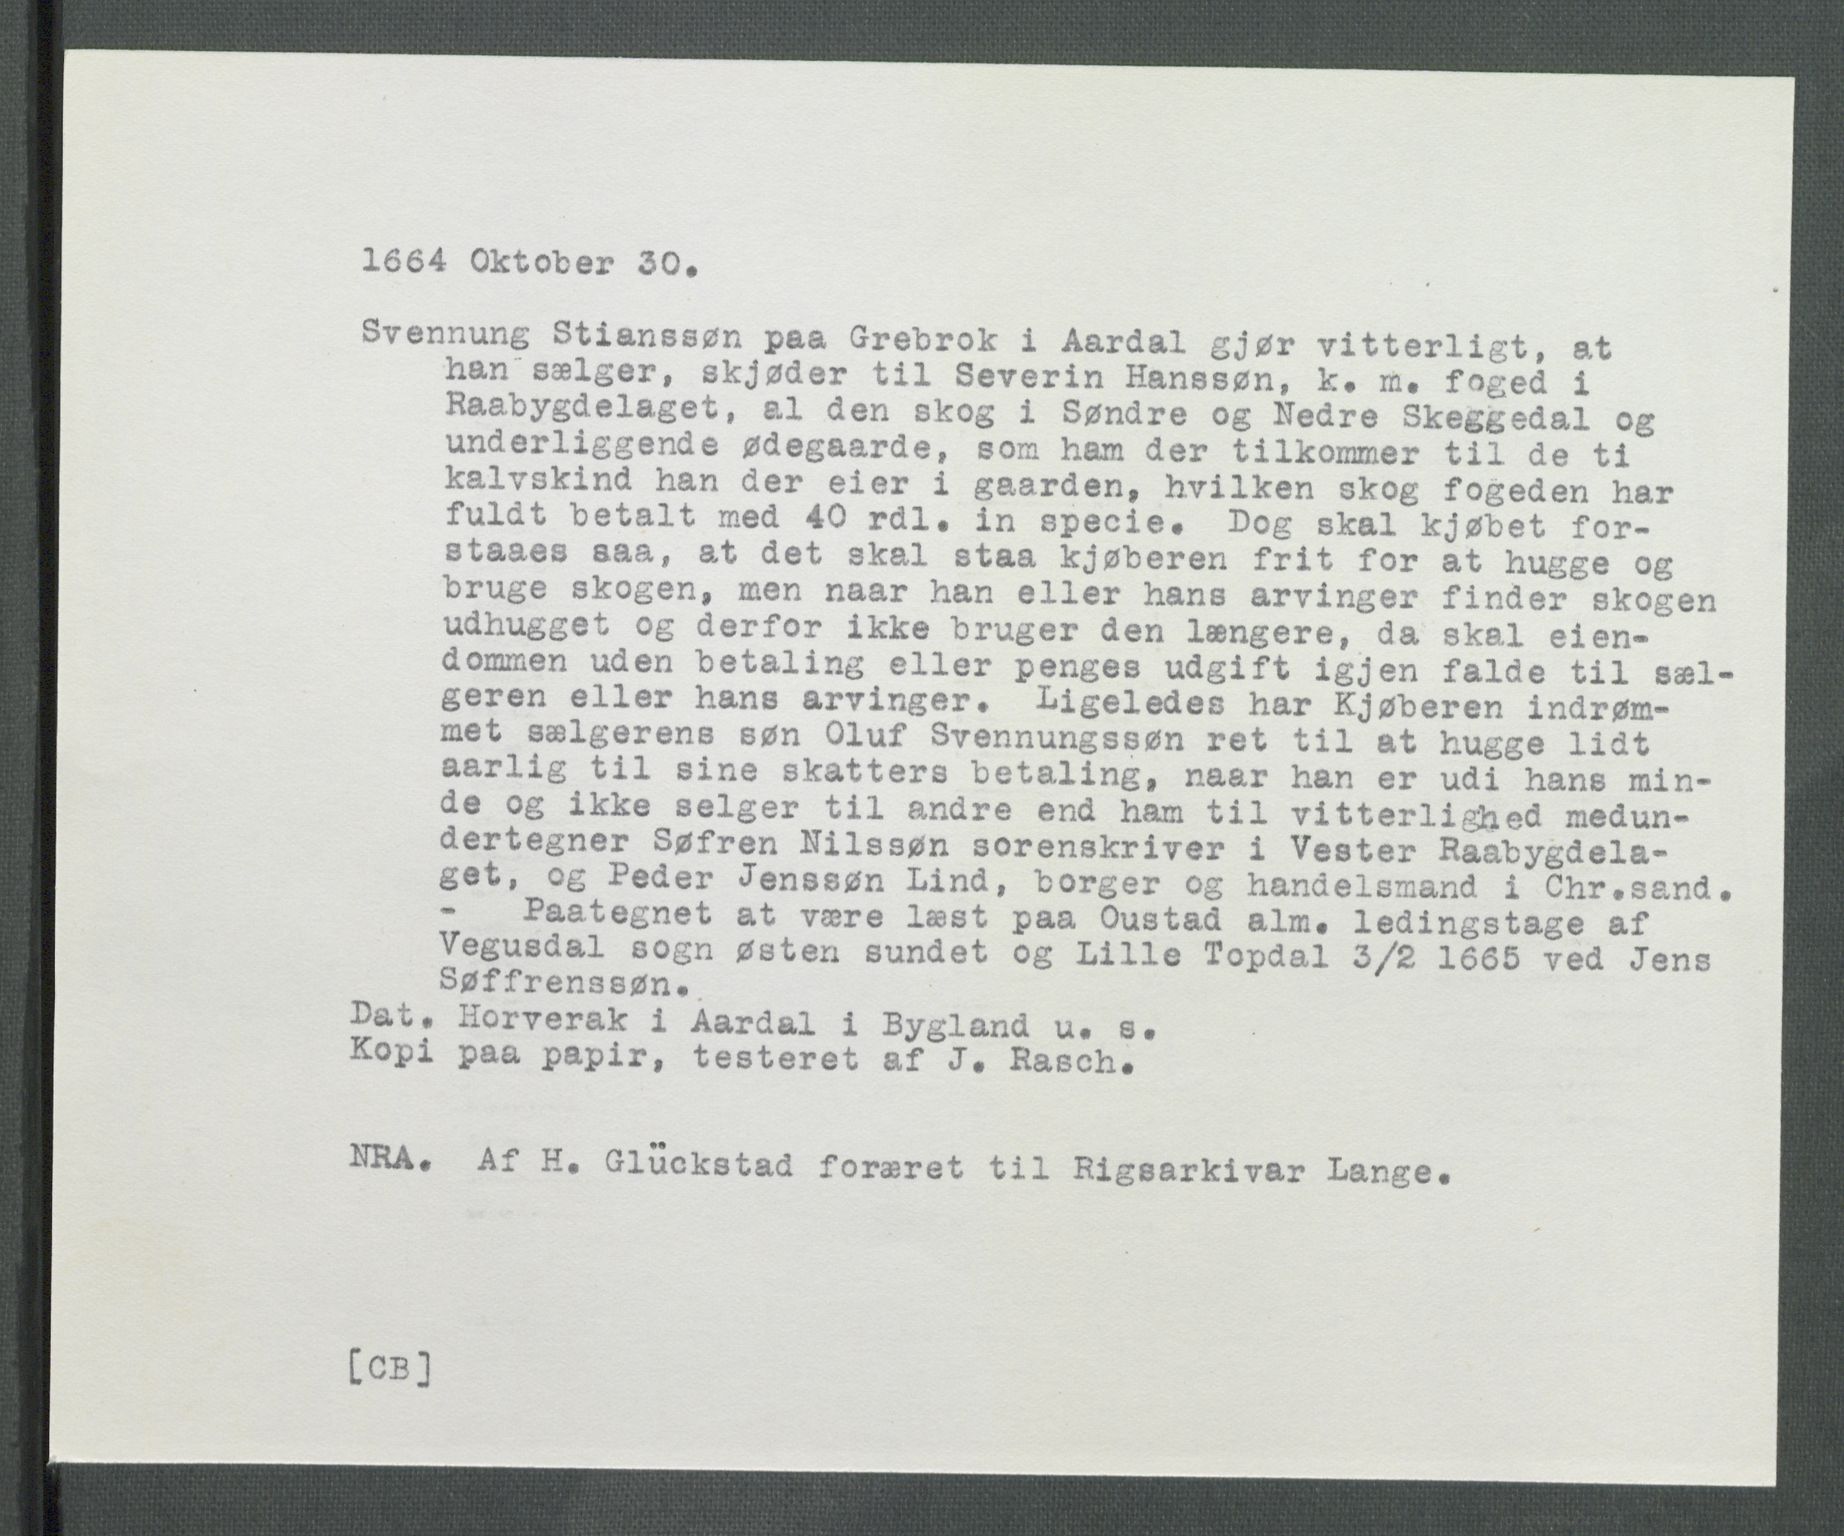 1664 Oktober 30.
Svennung Stianssøn paa Grebrok i Aardal gjør vitterligt, at
han sælger, skjøder til Severin Hanssøn, k. m. foged i
Raabygdelaget, al den skog i Søndre og Nedre Skeggedal og
underliggende ødegaarde, som ham der tilkommer til de ti
kalvskind han der eier i gaarden, hvilken skog fogeden har
fuldt betalt med 40 rdl. in specie. Dog skal kjøbet for-
staaes saa, at det skal staa kjøberen frit for at hugge og
bruge skogen, men naar han eller hans arvinger finder skogen
udhugget og derfor ikke bruger den længere, da skal eien-
dommen uden betaling eller penges udgift igjen falde til sæl-
geren eller hans arvinger. Ligeledes har Kjøberen indrøm-
met sælgerens søn Oluf Svennungssøn ret til at hugge lidt
aarlig til sine skatters betaling, naar han er udi hans min-
de og ikke selger til andre end ham til vitterlighed medun-
dertegner Søfren Nilssøn sorenskriver i Vester Raabygdela-
get, og Peder Jenssøn Lind, borger og handelsmand i Chr.sand.
- Paategnet at være læst paa Oustad alm. ledingstage af
Vegusdal sogn østen sundet og Lille Topdal 3/2 1665 ved Jens
Søffrenssøn.
Dat. Horverak i Aardal i Bygland u. s.
Kopi paa papir, testeret af J. Rasch.
NRA. Af H. Glückstad foræret til Rigsarkivar Lange.
[CB]